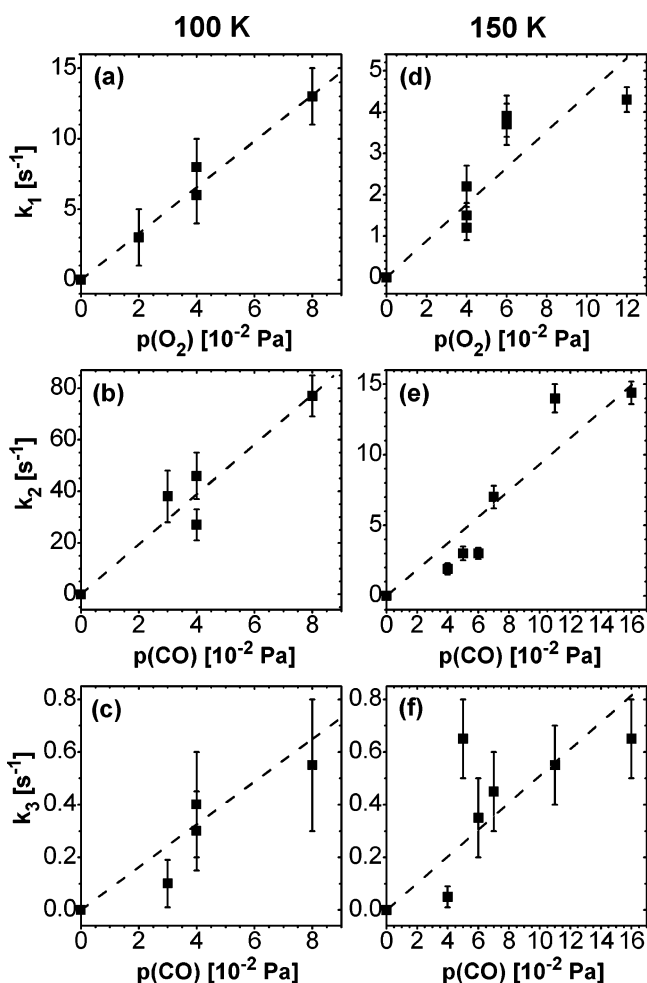 100 K
150 K
(a)
k₁ [s⁻¹]
15
10
5
0
0 2 4 6 8
p(O₂) [10⁻² Pa]
(d)
5
4
3
2
1
0
0 2 4 6 8 10 12
p(O₂) [10⁻² Pa]
(b)
k₂ [s⁻¹]
80
60
40
20
0
0 2 4 6 8
p(CO) [10⁻² Pa]
(e)
15
10
5
0
0 2 4 6 8 10 12 14 16
p(CO) [10⁻² Pa]
(c)
k₃ [s⁻¹]
0.8
0.6
0.4
0.2
0.0
0 2 4 6 8
p(CO) [10⁻² Pa]
(f)
0.8
0.6
0.4
0.2
0.0
0 2 4 6 8 10 12 14 16
p(CO) [10⁻² Pa]